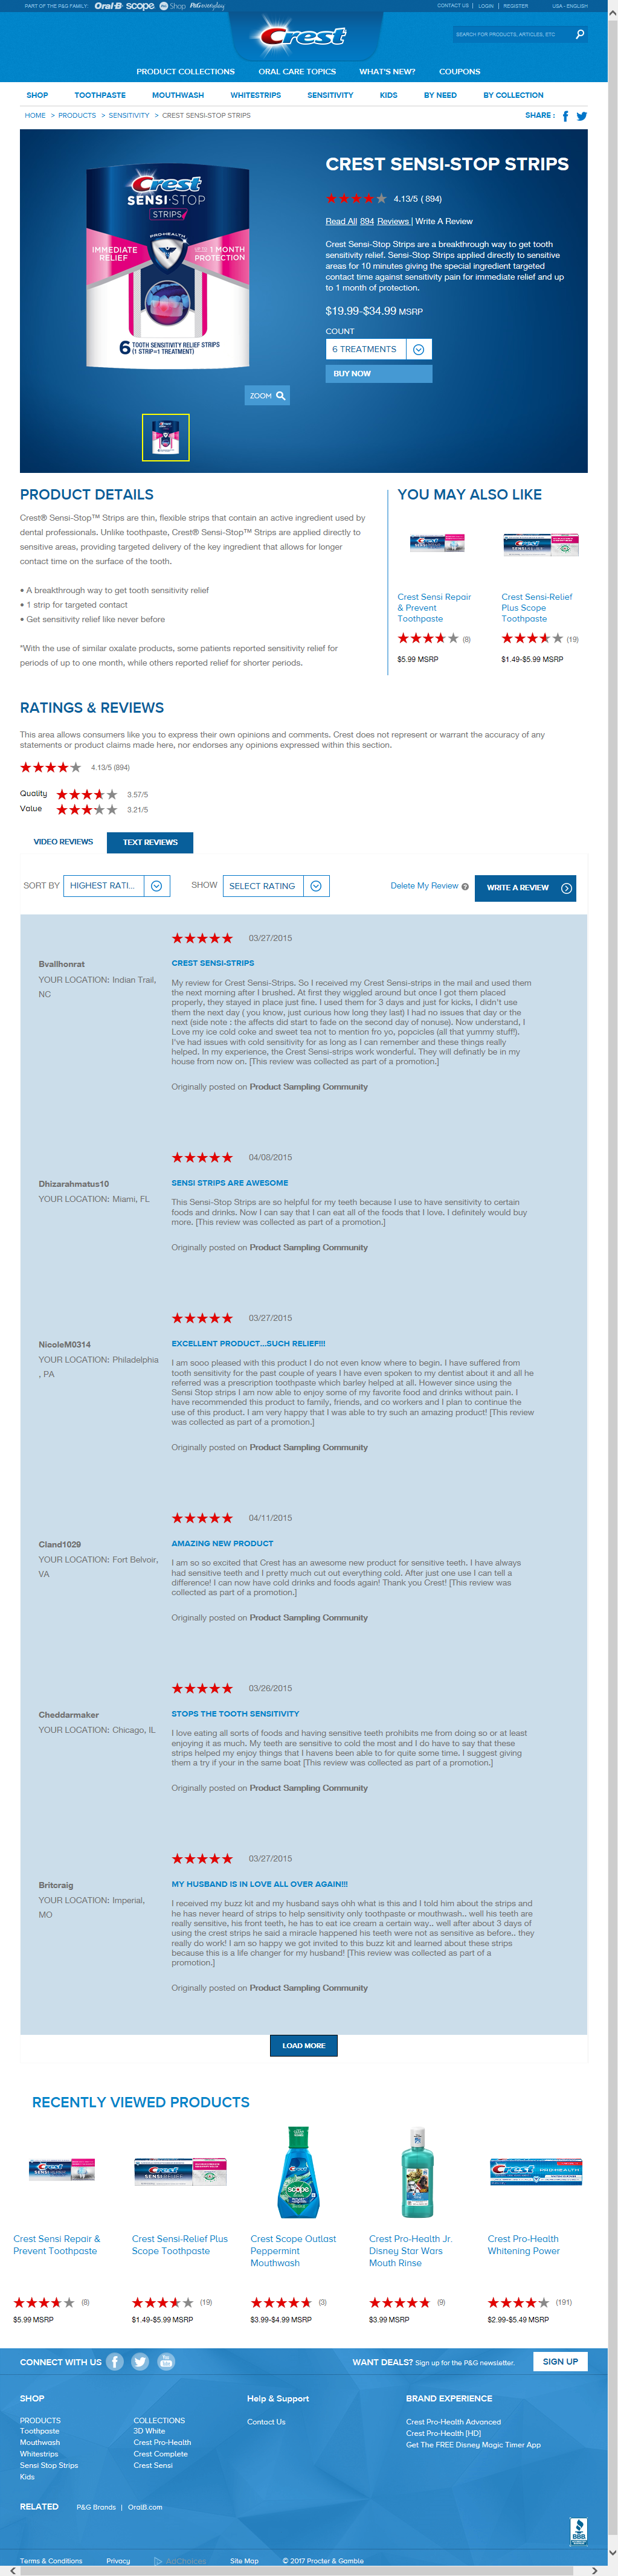 PART OF THE P&G FAMILY: Oral-B scope Shop P&G everyday
CONTACT US | LOGIN | REGISTER USA - ENGLISH
Crest
SEARCH FOR PRODUCTS, ARTICLES, ETC
PRODUCT COLLECTIONS ORAL CARE TOPICS WHAT'S NEW? COUPONS
SHOP TOOTHPASTE MOUTHWASH WHITESTRIPS SENSITIVITY KIDS BY NEED BY COLLECTION
HOME > PRODUCTS > SENSITIVITY > CREST SENSI-STOP STRIPS
SHARE :
Crest
SENSI-STOP
STRIPS
PRO-HEALTH
IMMEDIATE
RELIEF
UP TO 1 MONTH
PROTECTION
6 TOOTH SENSITIVITY RELIEF STRIPS
(1 STRIP=1 TREATMENT)
ZOOM
CREST SENSI-STOP STRIPS
4.13/5 ( 894)
Read All 894 Reviews | Write A Review
Crest Sensi-Stop Strips are a breakthrough way to get tooth
sensitivity relief. Sensi-Stop Strips applied directly to sensitive
areas for 10 minutes giving the special ingredient targeted
contact time against sensitivity pain for immediate relief and up
to 1 month of protection.
$19.99-$34.99 MSRP
COUNT
6 TREATMENTS
BUY NOW
PRODUCT DETAILS
Crest® Sensi-Stop™ Strips are thin, flexible strips that contain an active ingredient used by
dental professionals. Unlike toothpaste, Crest® Sensi-Stop™ Strips are applied directly to
sensitive areas, providing targeted delivery of the key ingredient that allows for longer
contact time on the surface of the tooth.
• A breakthrough way to get tooth sensitivity relief
• 1 strip for targeted contact
• Get sensitivity relief like never before
*With the use of similar oxalate products, some patients reported sensitivity relief for
periods of up to one month, while others reported relief for shorter periods.
YOU MAY ALSO LIKE
Crest Sensi Repair
& Prevent
Toothpaste
(8)
$5.99 MSRP
Crest Sensi-Relief
Plus Scope
Toothpaste
(19)
$1.49-$5.99 MSRP
RATINGS & REVIEWS
This area allows consumers like you to express their own opinions and comments. Crest does not represent or warrant the accuracy of any
statements or product claims made here, nor endorses any opinions expressed within this section.
4.13/5 (894)
Quality 3.57/5
Value 3.21/5
VIDEO REVIEWS TEXT REVIEWS
SORT BY HIGHEST RATI... SHOW SELECT RATING Delete My Review WRITE A REVIEW
03/27/2015
Bvallhonrat
YOUR LOCATION: Indian Trail,
NC
CREST SENSI-STRIPS
My review for Crest Sensi-Strips. So I received my Crest Sensi-strips in the mail and used them
the next morning after I brushed. At first they wiggled around but once I got them placed
properly, they stayed in place just fine. I used them for 3 days and just for kicks, I didn't use
them the next day ( you know, just curious how long they last) I had no issues that day or the
next (side note : the affects did start to fade on the second day of nonuse). Now understand, I
Love my ice cold coke and sweet tea not to mention fro yo, popcicles (all that yummy stuff!).
I've had issues with cold sensitivity for as long as I can remember and these things really
helped. In my experience, the Crest Sensi-strips work wonderful. They will definatly be in my
house from now on. [This review was collected as part of a promotion.]
Originally posted on Product Sampling Community
04/08/2015
Dhizarahmatus10
YOUR LOCATION: Miami, FL
SENSI STRIPS ARE AWESOME
This Sensi-Stop Strips are so helpful for my teeth because I use to have sensitivity to certain
foods and drinks. Now I can say that I can eat all of the foods that I love. I definitely would buy
more. [This review was collected as part of a promotion.]
Originally posted on Product Sampling Community
03/27/2015
NicoleM0314
YOUR LOCATION: Philadelphia
, PA
EXCELLENT PRODUCT...SUCH RELIEF!!!
I am sooo pleased with this product I do not even know where to begin. I have suffered from
tooth sensitivity for the past couple of years I have even spoken to my dentist about it and all he
referred was a prescription toothpaste which barley helped at all. However since using the
Sensi Stop strips I am now able to enjoy some of my favorite food and drinks without pain. I
have recommended this product to family, friends, and co workers and I plan to continue the
use of this product. I am very happy that I was able to try such an amazing product! [This review
was collected as part of a promotion.]
Originally posted on Product Sampling Community
04/11/2015
Cland1029
YOUR LOCATION: Fort Belvoir,
VA
AMAZING NEW PRODUCT
I am so so excited that Crest has an awesome new product for sensitive teeth. I have always
had sensitive teeth and I pretty much cut out everything cold. After just one use I can tell a
difference! I can now have cold drinks and foods again! Thank you Crest! [This review was
collected as part of a promotion.]
Originally posted on Product Sampling Community
03/26/2015
Cheddarmaker
YOUR LOCATION: Chicago, IL
STOPS THE TOOTH SENSITIVITY
I love eating all sorts of foods and having sensitive teeth prohibits me from doing so or at least
enjoying it as much. My teeth are sensitive to cold the most and I do have to say that these
strips helped my enjoy things that I havens been able to for quite some time. I suggest giving
them a try if your in the same boat [This review was collected as part of a promotion.]
Originally posted on Product Sampling Community
03/27/2015
Britcraig
YOUR LOCATION: Imperial,
MO
MY HUSBAND IS IN LOVE ALL OVER AGAIN!!!
I received my buzz kit and my husband says ohh what is this and I told him about the strips and
he has never heard of strips to help sensitivity only toothpaste or mouthwash.. well his teeth are
really sensitive, his front teeth, he has to eat ice cream a certain way.. well after about 3 days of
using the crest strips he said a miracle happened his teeth were not as sensitive as before.. they
really do work! I am so happy we got invited to this buzz kit and learned about these strips
because this is a life changer for my husband! [This review was collected as part of a
promotion.]
Originally posted on Product Sampling Community
LOAD MORE
RECENTLY VIEWED PRODUCTS
Crest Sensi Repair &
Prevent Toothpaste
(8)
$5.99 MSRP
Crest Sensi-Relief Plus
Scope Toothpaste
(19)
$1.49-$5.99 MSRP
Crest Scope Outlast
Peppermint
Mouthwash
(3)
$3.99-$4.99 MSRP
Crest Pro-Health Jr.
Disney Star Wars
Mouth Rinse
(9)
$3.99 MSRP
Crest Pro-Health
Whitening Power
(191)
$2.99-$5.49 MSRP
CONNECT WITH US
WANT DEALS? Sign up for the P&G newsletter. SIGN UP
SHOP
PRODUCTS
Toothpaste
Mouthwash
Whitestrips
Sensi Stop Strips
Kids
COLLECTIONS
3D White
Crest Pro-Health
Crest Complete
Crest Sensi
Help & Support
Contact Us
BRAND EXPERIENCE
Crest Pro-Health Advanced
Crest Pro-Health [HD]
Get The FREE Disney Magic Timer App
RELATED P&G Brands | OralB.com
BBB
Terms & Conditions Privacy AdChoices Site Map © 2017 Procter & Gamble